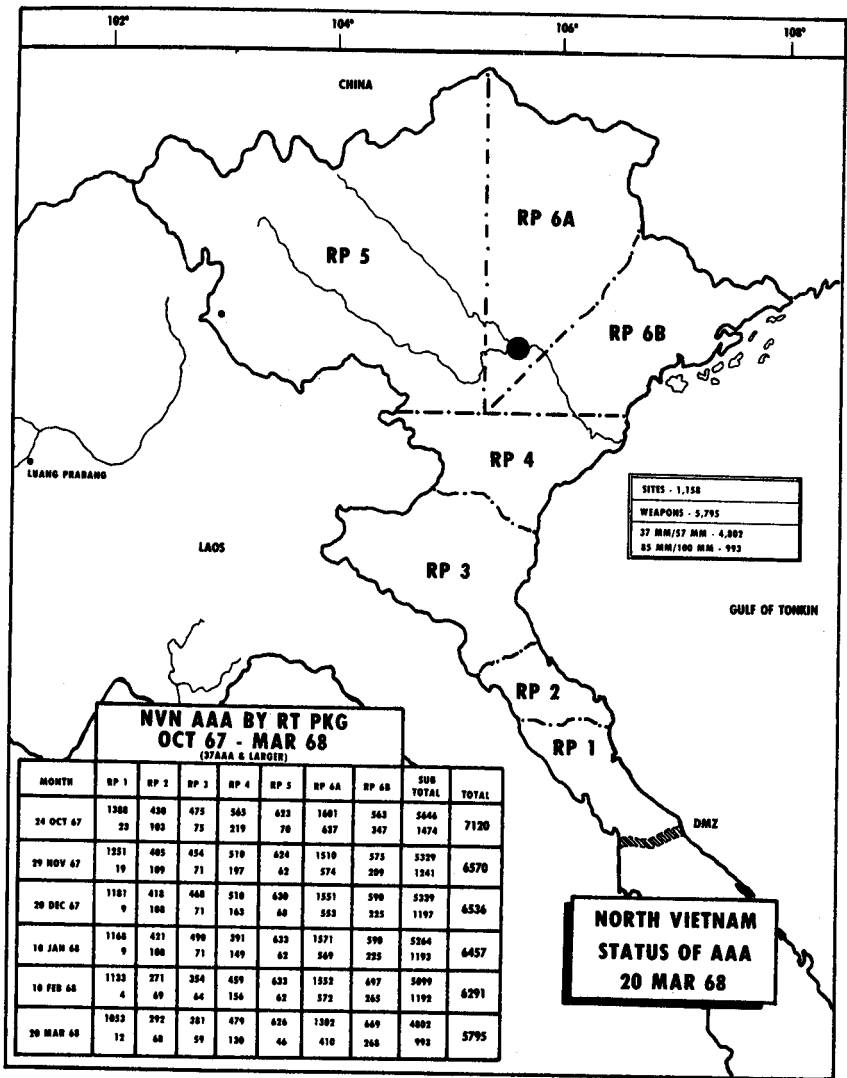 102°
104°
106°
108°
CHINA
RP 6A
RP 5
RP 6B
RP 4
LUANG PRABANG
SITES - 1,158
WEAPONS - 5,795
37 MM/57 MM - 4,802
85 MM/100 MM - 993
LAOS
RP 3
GULF OF TONKIN
RP 2
RP 1
DMZ
NVN AAA BY RT PKG
OCT 67 - MAR 68
(37AAA & LARGER)
MONTH RP 1 RP 2 RP 3 RP 4 RP 5 RP 6A RP 6B SUB TOTAL TOTAL
1388 430 475 563 623 1601 563 5646
24 OCT 67 7120
23 103 75 219 70 637 347 1474
1251 405 454 510 624 1510 575 5329
29 NOV 67 6570
19 109 71 197 62 574 209 1241
1181 418 460 510 630 1551 590 5339
20 DEC 67 6536
9 108 71 163 68 553 225 1197
1168 421 490 391 633 1571 590 5264
10 JAN 68 6457
9 108 71 149 62 569 225 1193
1133 271 354 459 633 1552 697 5099
10 FEB 68 6291
4 69 64 156 62 572 265 1192
1053 292 381 479 626 1302 669 4802
20 MAR 68 5795
12 68 59 130 46 410 268 993
NORTH VIETNAM
STATUS OF AAA
20 MAR 68